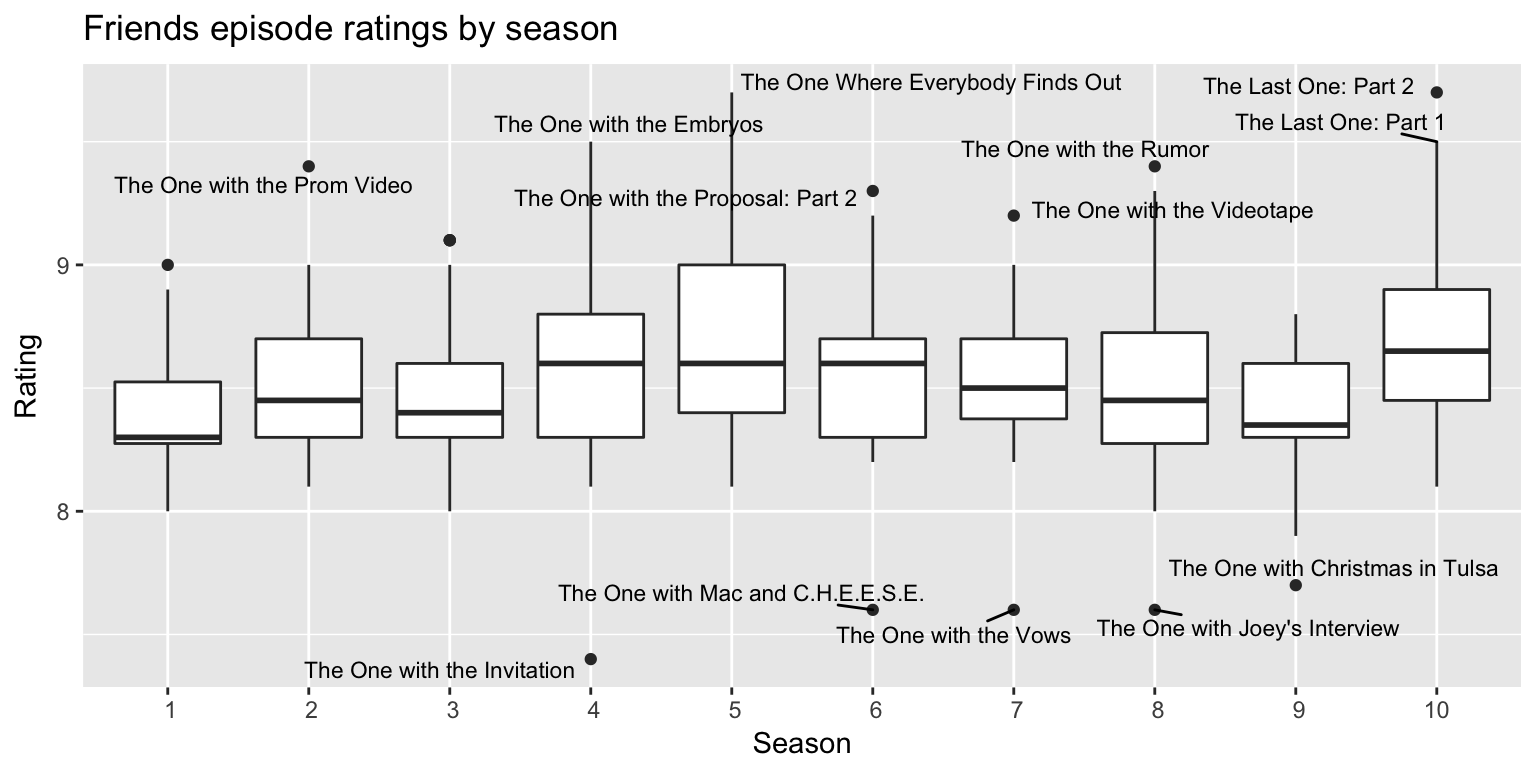 Friends episode ratings by season
The One Where Everybody Finds Out
The Last One: Part 2
The One with the Embryos
The Last One: Part 1
The One with the Rumor
The One with the Prom Video
The One with the Proposal: Part 2
The One with the Videotape
9
Rating
8
The One with Christmas in Tulsa
The One with Mac and C.H.E.E.S.E.
The One with the Vows
The One with Joey's Interview
The One with the Invitation
1 2 3 4 5 6 7 8 9 10
Season